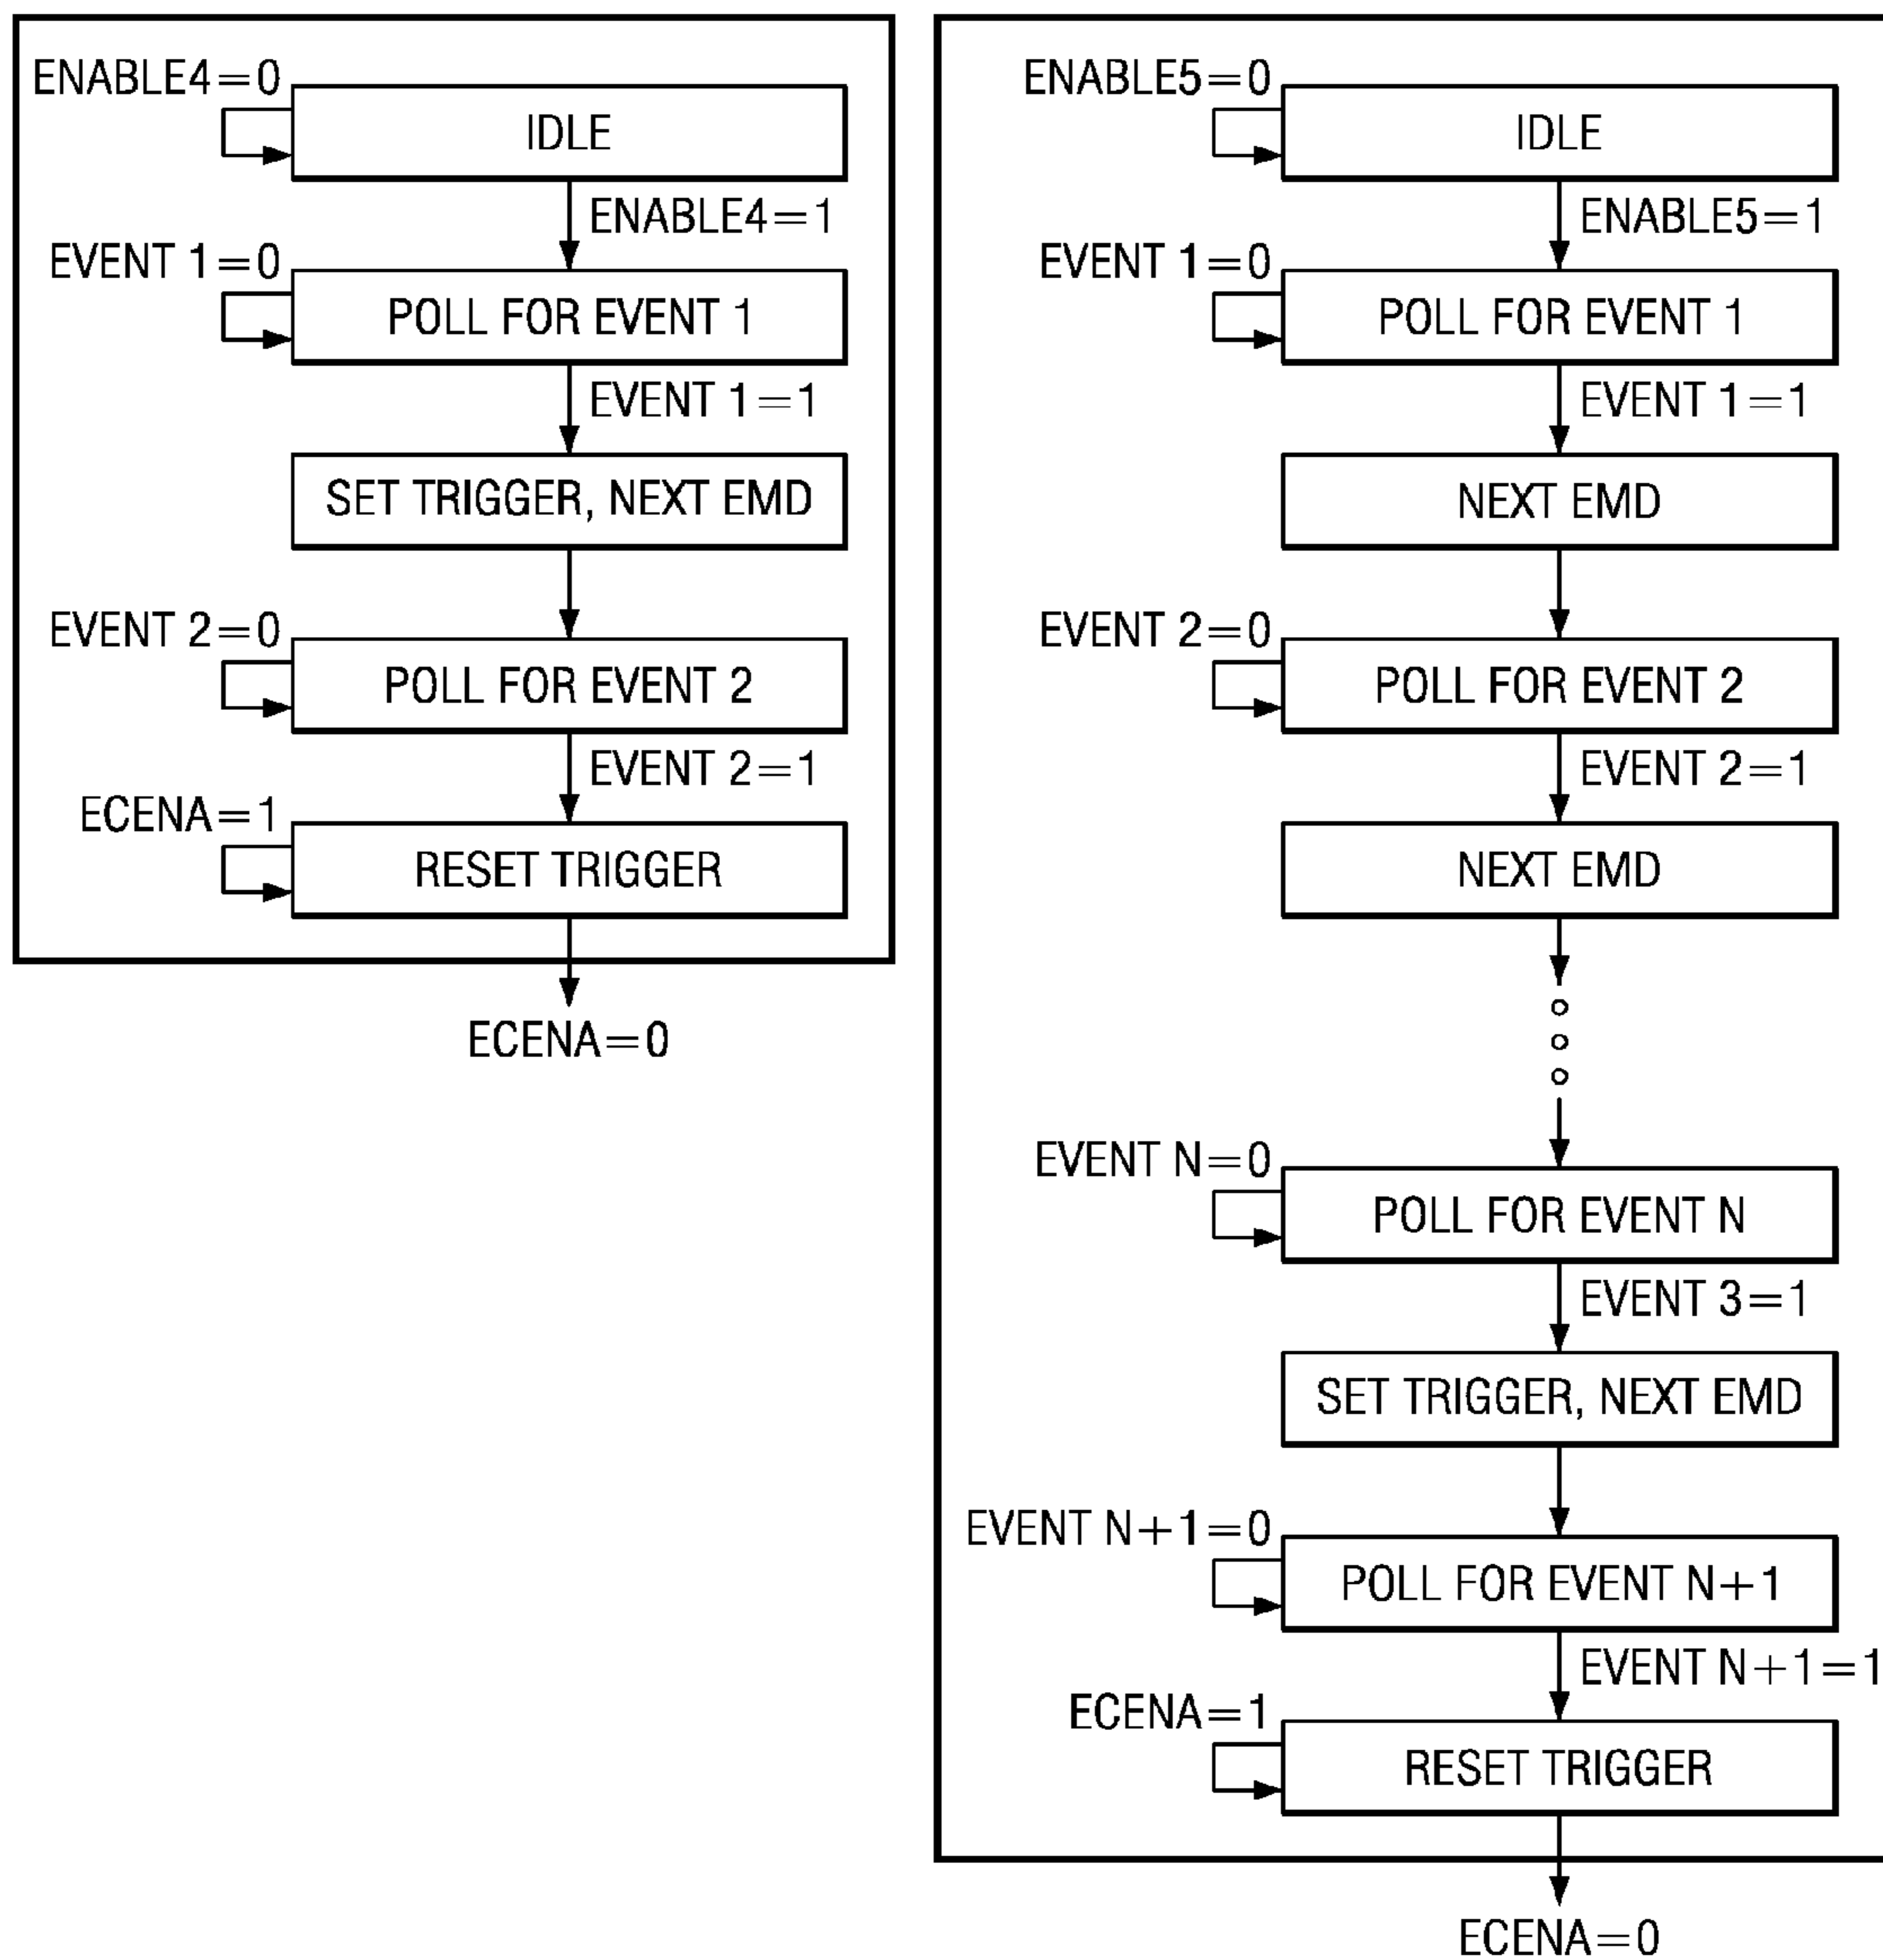 ENABLE4=0
IDLE
ENABLE4=1
EVENT 1=0
POLL FOR EVENT 1
EVENT 1=1
SET TRIGGER, NEXT EMD
EVENT 2=0
POLL FOR EVENT 2
EVENT 2=1
ECENA=1
RESET TRIGGER
ECENA=0
ENABLE5=0
IDLE
ENABLE5=1
EVENT 1=0
POLL FOR EVENT 1
EVENT 1=1
NEXT EMD
EVENT 2=0
POLL FOR EVENT 2
EVENT 2=1
NEXT EMD
EVENT N=0
POLL FOR EVENT N
EVENT 3=1
SET TRIGGER, NEXT EMD
EVENT N+1=0
POLL FOR EVENT N+1
EVENT N+1=1
ECENA=1
RESET TRIGGER
ECENA=0